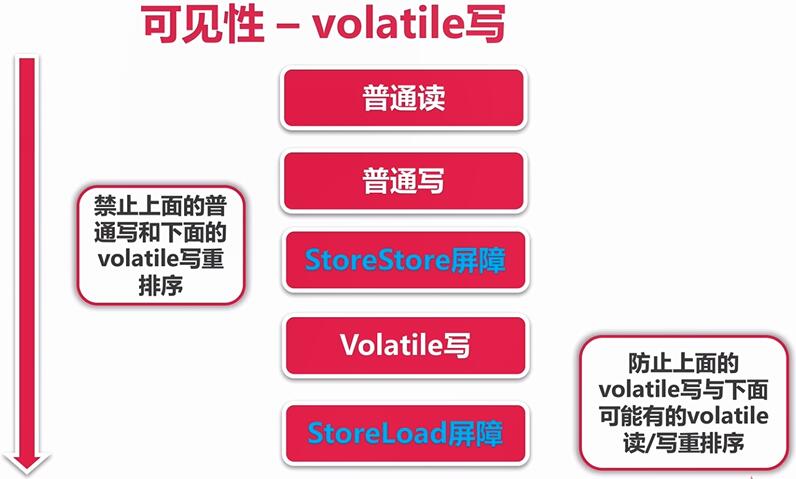 可见性 – volatile写
普通读
普通写
禁止上面的普
通写和下面的
volatile写重
排序
StoreStore屏障
Volatile写
防止上面的
volatile写与下面
可能有的volatile
读/写重排序
StoreLoad屏障